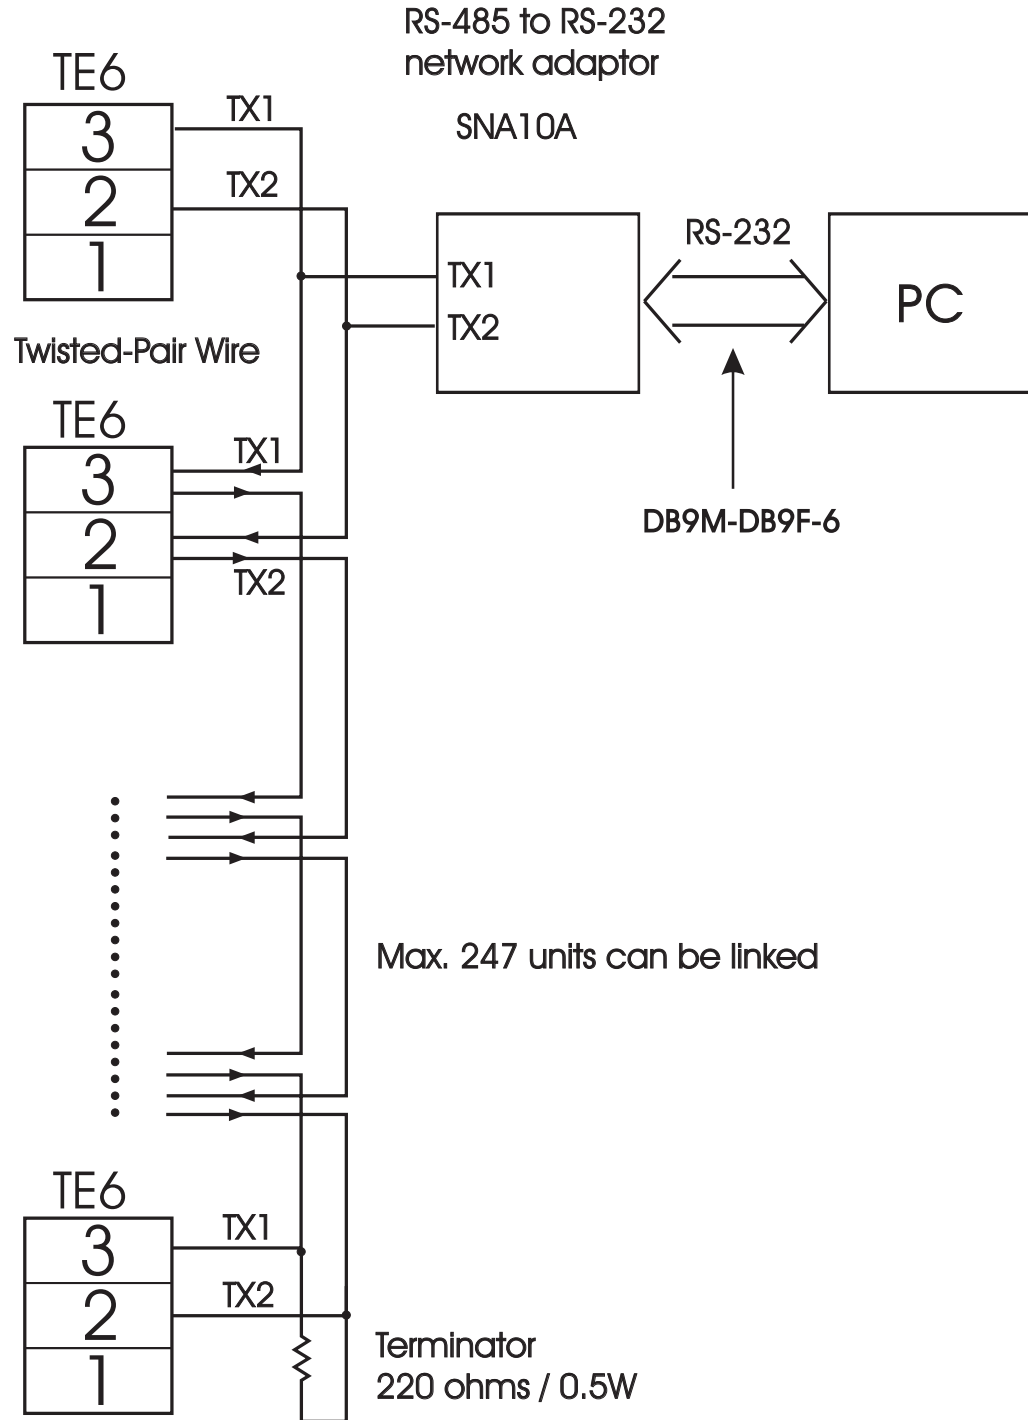 RS-485 to RS-232
network adaptor
TE6
TX1
3
SNA10A
TX2
2
1
RS-232
TX1
TX2
PC
Twisted-Pair Wire
TE6
TX1
3
2
TX2
1
DB9M-DB9F-6
Max. 247 units can be linked
TE6
TX1
3
TX2
2
1
Terminator
220 ohms / 0.5W